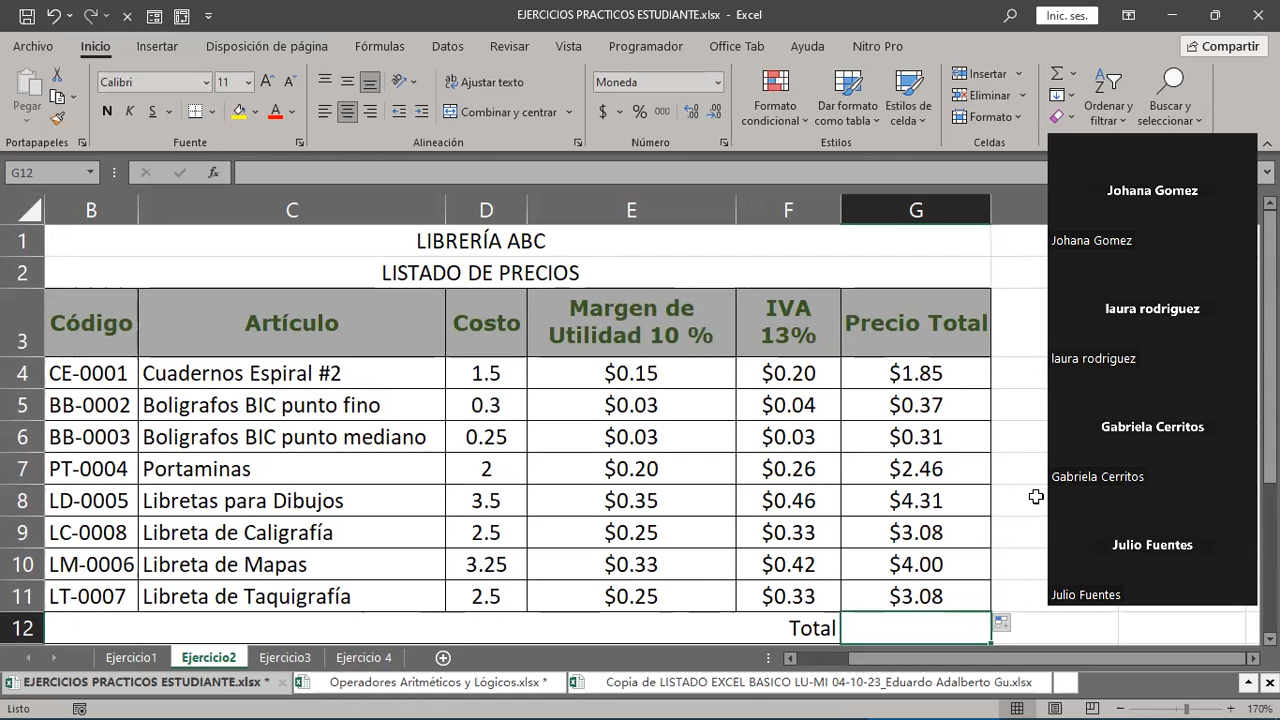 EJERCICIOS PRACTICOS ESTUDIANTE.xlsx - Excel
Inic. ses.
Archivo Inicio Insertar Disposición de página Fórmulas Datos Revisar Vista Programador Office Tab Ayuda Nitro Pro Compartir
Pegar
Calibri 11
N K S
Ajustar texto
Combinar y centrar
Moneda
$ % 000
Formato condicional
Dar formato como tabla
Estilos de celda
Insertar
Eliminar
Formato
Ordenar y filtrar
Buscar y seleccionar
Portapapeles Fuente Alineación Número Estilos Celdas
G12 fx
B C D E F G
1 LIBRERÍA ABC
2 LISTADO DE PRECIOS
3 Código Artículo Costo Margen de Utilidad 10 % IVA 13% Precio Total
4 CE-0001 Cuadernos Espiral #2 1.5 $0.15 $0.20 $1.85
5 BB-0002 Boligrafos BIC punto fino 0.3 $0.03 $0.04 $0.37
6 BB-0003 Boligrafos BIC punto mediano 0.25 $0.03 $0.03 $0.31
7 PT-0004 Portaminas 2 $0.20 $0.26 $2.46
8 LD-0005 Libretas para Dibujos 3.5 $0.35 $0.46 $4.31
9 LC-0008 Libreta de Caligrafía 2.5 $0.25 $0.33 $3.08
10 LM-0006 Libreta de Mapas 3.25 $0.33 $0.42 $4.00
11 LT-0007 Libreta de Taquigrafía 2.5 $0.25 $0.33 $3.08
12 Total
Johana Gomez
Johana Gomez
laura rodriguez
laura rodriguez
Gabriela Cerritos
Gabriela Cerritos
Julio Fuentes
Julio Fuentes
Ejercicio1 Ejercicio2 Ejercicio3 Ejercicio 4
EJERCICIOS PRACTICOS ESTUDIANTE.xlsx * Operadores Aritméticos y Lógicos.xlsx * Copia de LISTADO EXCEL BASICO LU-MI 04-10-23_Eduardo Adalberto Gu.xlsx
Listo 170%